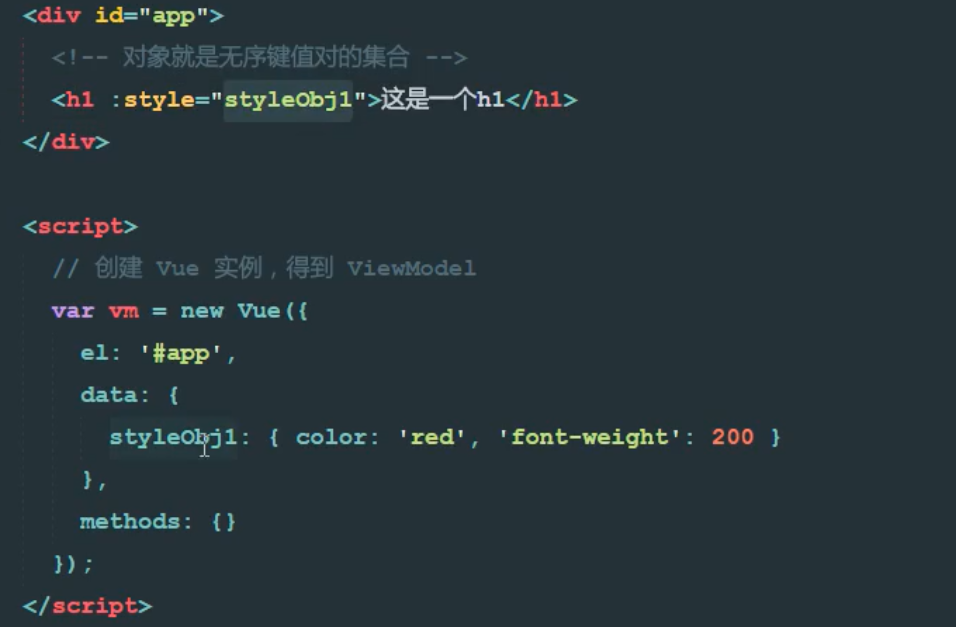 <div id="app">
<!-- 对象就是无序键值对的集合 -->
<h1 :style="styleObj1">这是一个h1</h1>
</div>
<script>
// 创建 Vue 实例，得到 ViewModel
var vm = new Vue({
el: '#app',
data: {
styleObj1: { color: 'red', 'font-weight': 200 }
},
methods: {}
});
</script>